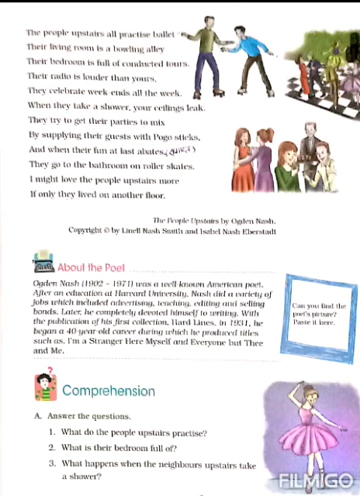 The people upstairs all practise ballet
Their living room is a bowling alley
Their bedroom is full of conducted tours.
Their radio is louder than yours,
They celebrate week-ends all the week.
When they take a shower, your ceilings leak.
They try to get their parties to mix
By supplying their guests with Pogo sticks,
And when their fun at last abates,
They go to the bathroom on roller skates.
I might love the people upstairs more
If only they lived on another floor.
The People Upstairs by Ogden Nash.
Copyright © by Linell Nash Smith and Isabel Nash Eberstadt
About the Poet
Ogden Nash (1902 - 1971) was a well-known American poet.
After an education at Harvard University, Nash did a variety of
jobs which included advertising, teaching, editing and selling
bonds. Later, he completely devoted himself to writing. With
the publication of his first collection, Hard Lines, in 1931, he
began a 40-year-old career during which he produced titles
such as, I'm a Stranger Here Myself and Everyone but Thee
and Me.
Can you find the
poet's picture?
Paste it here.
Comprehension
A. Answer the questions.
1. What do the people upstairs practise?
2. What is their bedroom full of?
3. What happens when the neighbours upstairs take
a shower?
FILMIGO